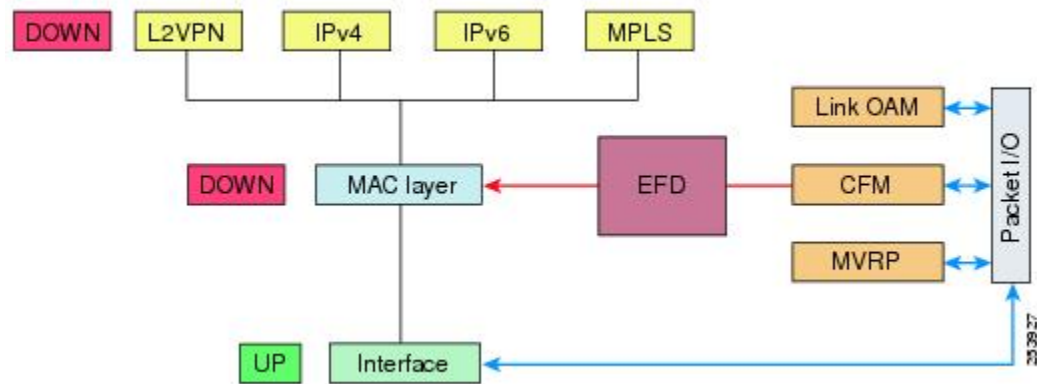 DOWN L2VPN IPv4 IPv6 MPLS
Link OAM
DOWN MAC layer EFD CFM
Packet I/O
MVRP
UP Interface
253927